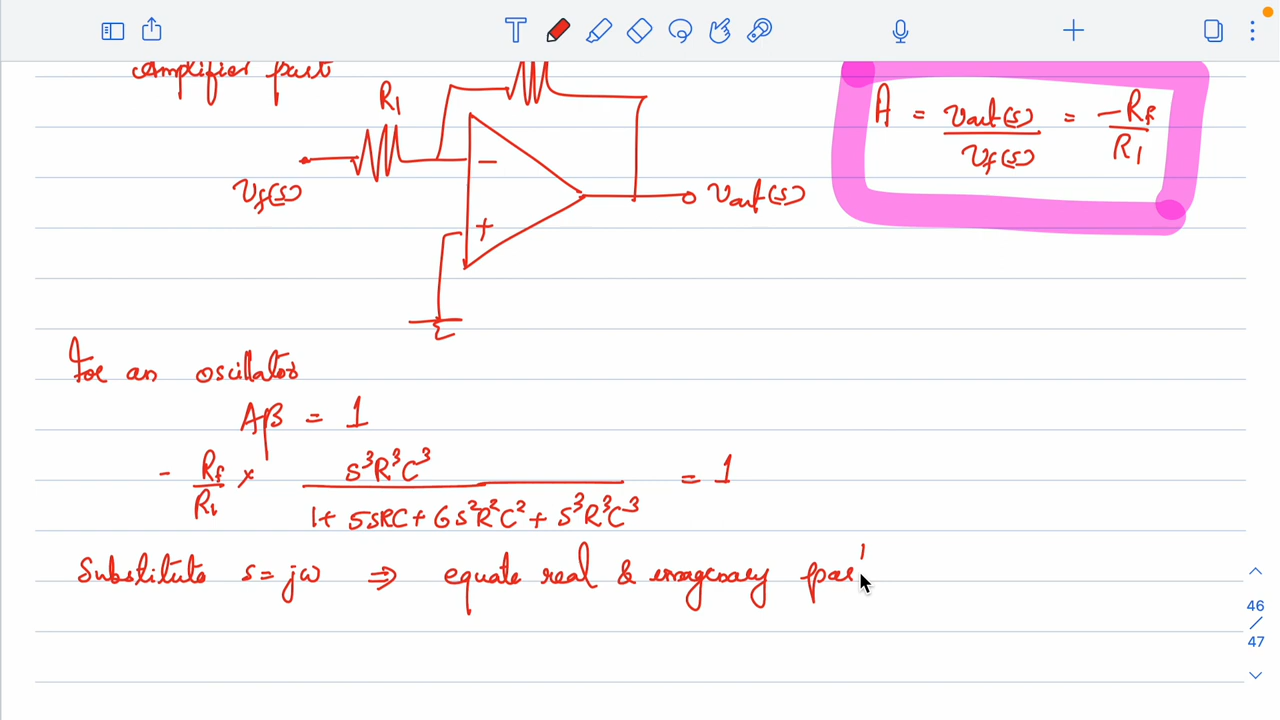 Amplifier part
R1
A = Vout(s) / Vf(s) = -Rf / R1
Vf(s)
-
+
Vout(s)
For an oscillator
Aβ = 1
- Rf / R1 × S³R³C³ / 1 + 5SRC + 6S²R²C² + S³R³C³ = 1
Substitute s = jω ⇒ equate real & imaginary par
46
/
47